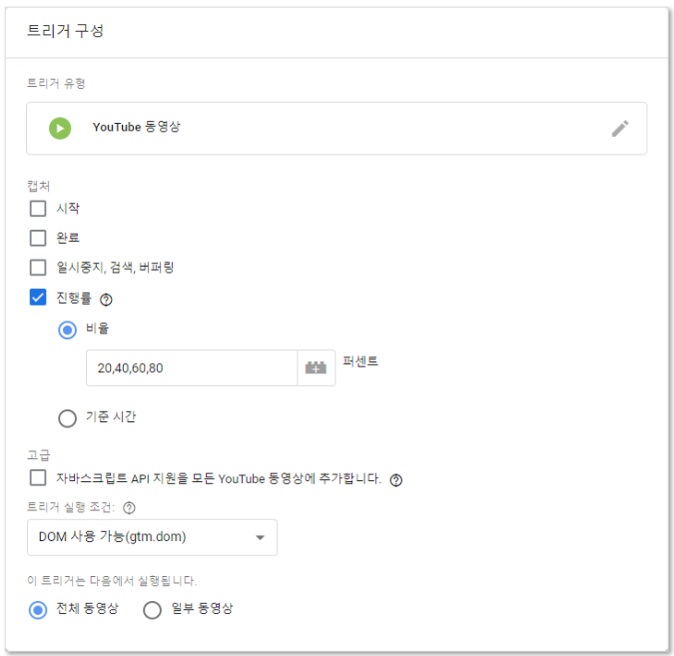 트리거 구성
트리거 유형
YouTube 동영상
캡처
시작
완료
일시중지, 검색, 버퍼링
진행률
비율
20,40,60,80 퍼센트
기준 시간
고급
자바스크립트 API 지원을 모든 YouTube 동영상에 추가합니다.
트리거 실행 조건:
DOM 사용 가능(gtm.dom)
이 트리거는 다음에서 실행됩니다.
전체 동영상 일부 동영상